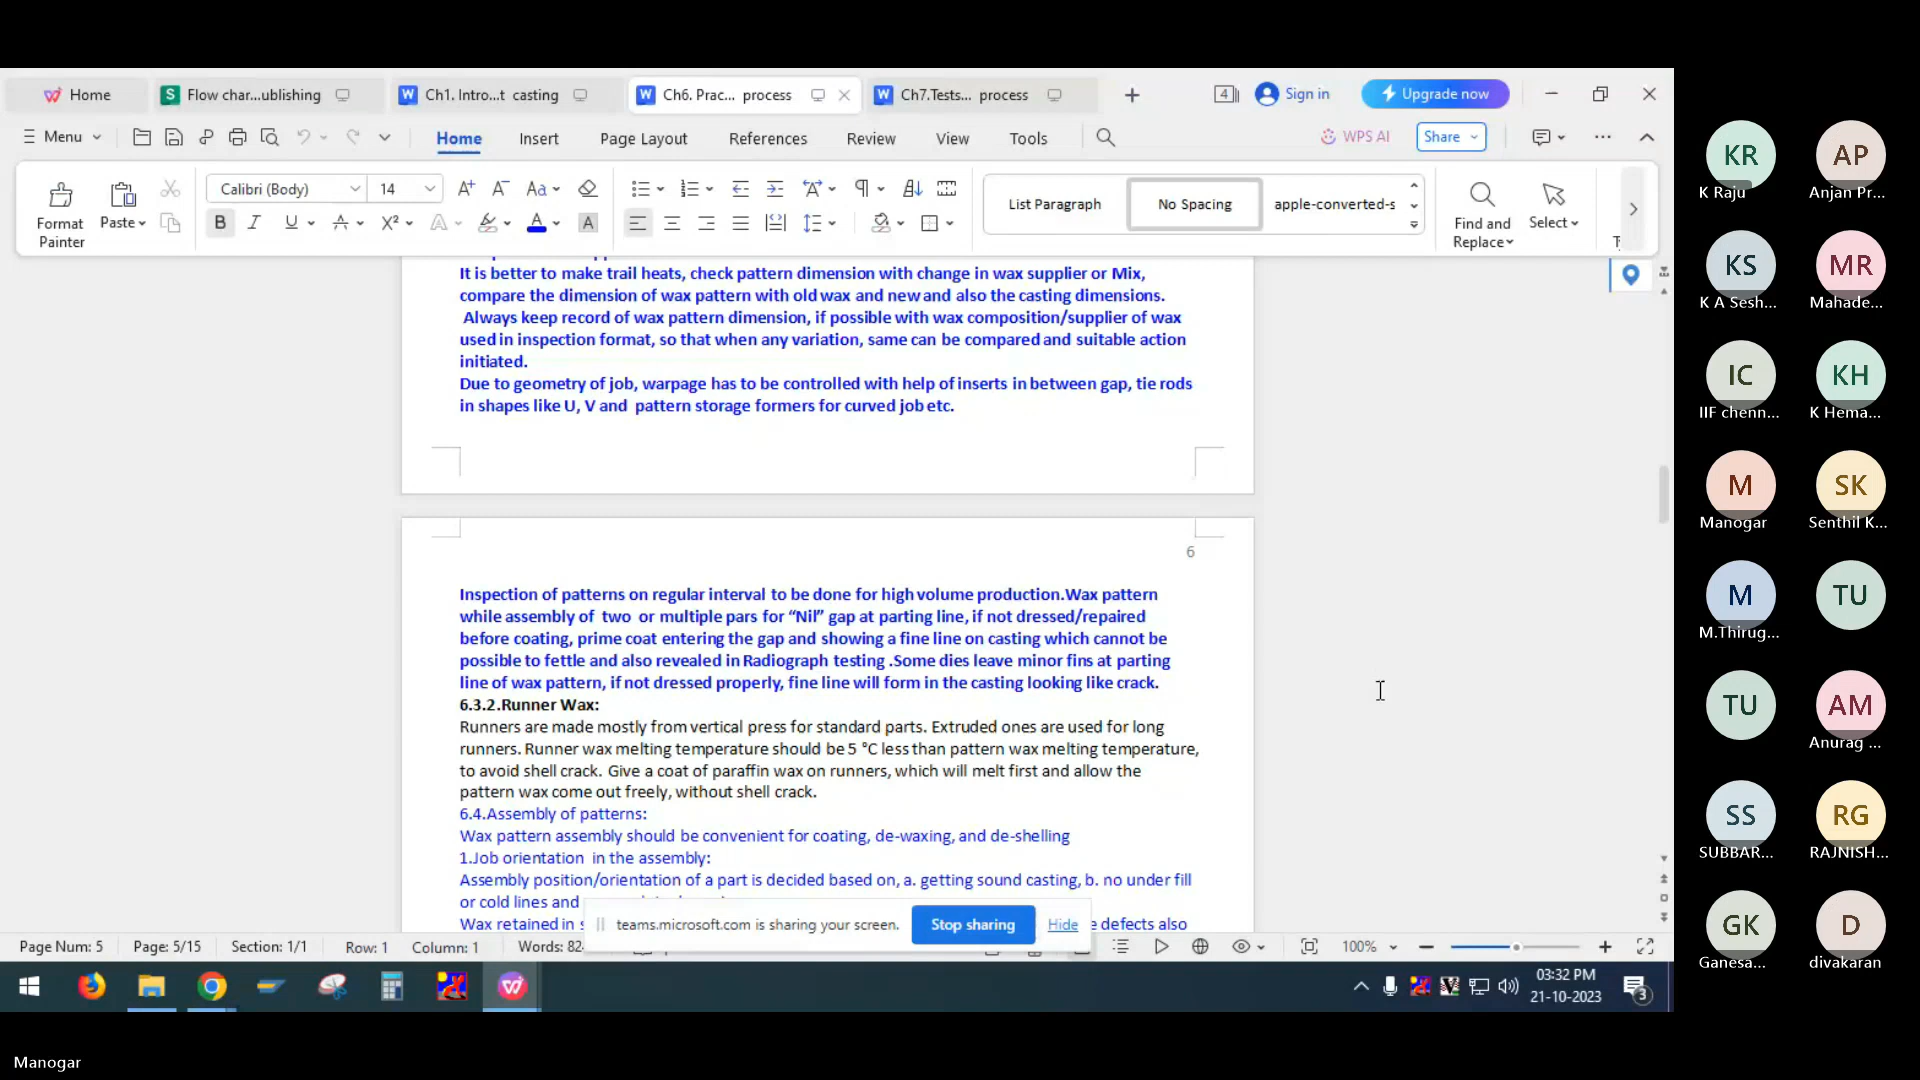 Home
Flow char...ublishing
Ch1. Intro...t casting
Ch6. Prac... process
Ch7.Tests... process
Sign in
Upgrade now
Menu
Home
Insert
Page Layout
References
Review
View
Tools
WPS AI
Share
Format Painter
Paste
Calibri (Body)
14
List Paragraph
No Spacing
apple-converted-s
Find and Replace
Select
It is better to make trail heats, check pattern dimension with change in wax supplier or Mix,
compare the dimension of wax pattern with old wax and new and also the casting dimensions.
Always keep record of wax pattern dimension, if possible with wax composition/supplier of wax
used in inspection format, so that when any variation, same can be compared and suitable action
initiated.
Due to geometry of job, warpage has to be controlled with help of inserts in between gap, tie rods
in shapes like U, V and pattern storage formers for curved job etc.
6
Inspection of patterns on regular interval to be done for high volume production.Wax pattern
while assembly of two or multiple pars for “Nil” gap at parting line, if not dressed/repaired
before coating, prime coat entering the gap and showing a fine line on casting which cannot be
possible to fettle and also revealed in Radiograph testing .Some dies leave minor fins at parting
line of wax pattern, if not dressed properly, fine line will form in the casting looking like crack.
6.3.2.Runner Wax:
Runners are made mostly from vertical press for standard parts. Extruded ones are used for long
runners. Runner wax melting temperature should be 5 °C less than pattern wax melting temperature,
to avoid shell crack. Give a coat of paraffin wax on runners, which will melt first and allow the
pattern wax come out freely, without shell crack.
6.4.Assembly of patterns:
Wax pattern assembly should be convenient for coating, de-waxing, and de-shelling
1.Job orientation in the assembly:
Assembly position/orientation of a part is decided based on, a. getting sound casting, b. no under fill
or cold lines and
Wax retained in s
e defects also
teams.microsoft.com is sharing your screen.
Stop sharing
Hide
Page Num: 5
Page: 5/15
Section: 1/1
Row: 1
Column: 1
Words: 82
100%
03:32 PM
21-10-2023
3
KR
K Raju
AP
Anjan Pr...
KS
K A Sesh...
MR
Mahade...
IC
IIF chenn...
KH
K Hema...
M
Manogar
SK
Senthil K...
M
M.Thirug...
TU
TU
AM
Anurag ...
SS
SUBBAR...
RG
RAJNISH...
GK
Ganesa...
D
divakaran
Manogar